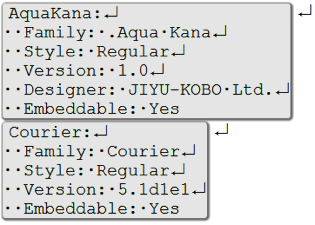 AquaKana:↵ ↵
··Family:·.Aqua·Kana↵
··Style:·Regular↵
··Version:·1.0↵
··Designer:·JIYU-KOBO·Ltd.↵
··Embeddable:·Yes
Courier:↵ ↵
··Family:·Courier↵
··Style:·Regular↵
··Version:·5.1d1e1↵
··Embeddable:·Yes